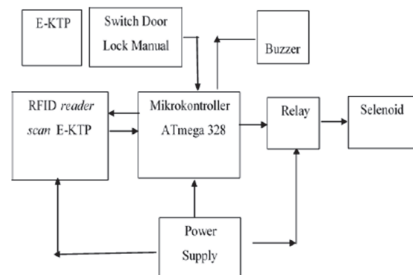 E-KTP
Switch Door
Lock Manual
Buzzer
RFID reader
scan E-KTP
Mikrokontroller
ATmega 328
Relay
Selenoid
Power
Supply